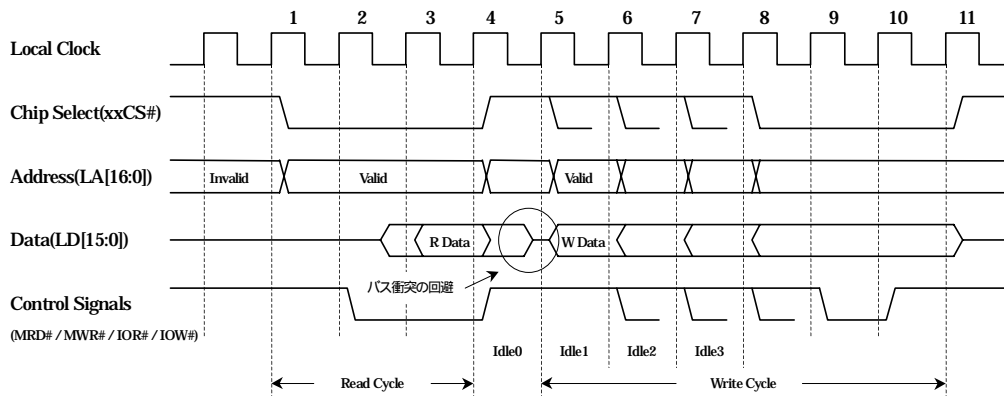 1 2 3 4 5 6 7 8 9 10 11
Local Clock
Chip Select(xxCS#)
Address(LA[16:0])
Invalid Valid Valid
Data(LD[15:0])
R Data W Data
バス衝突の回避
Control Signals
(MRD# / MWR# / IOR# / IOW#)
Idle0 Idle1 Idle2 Idle3
Read Cycle Write Cycle